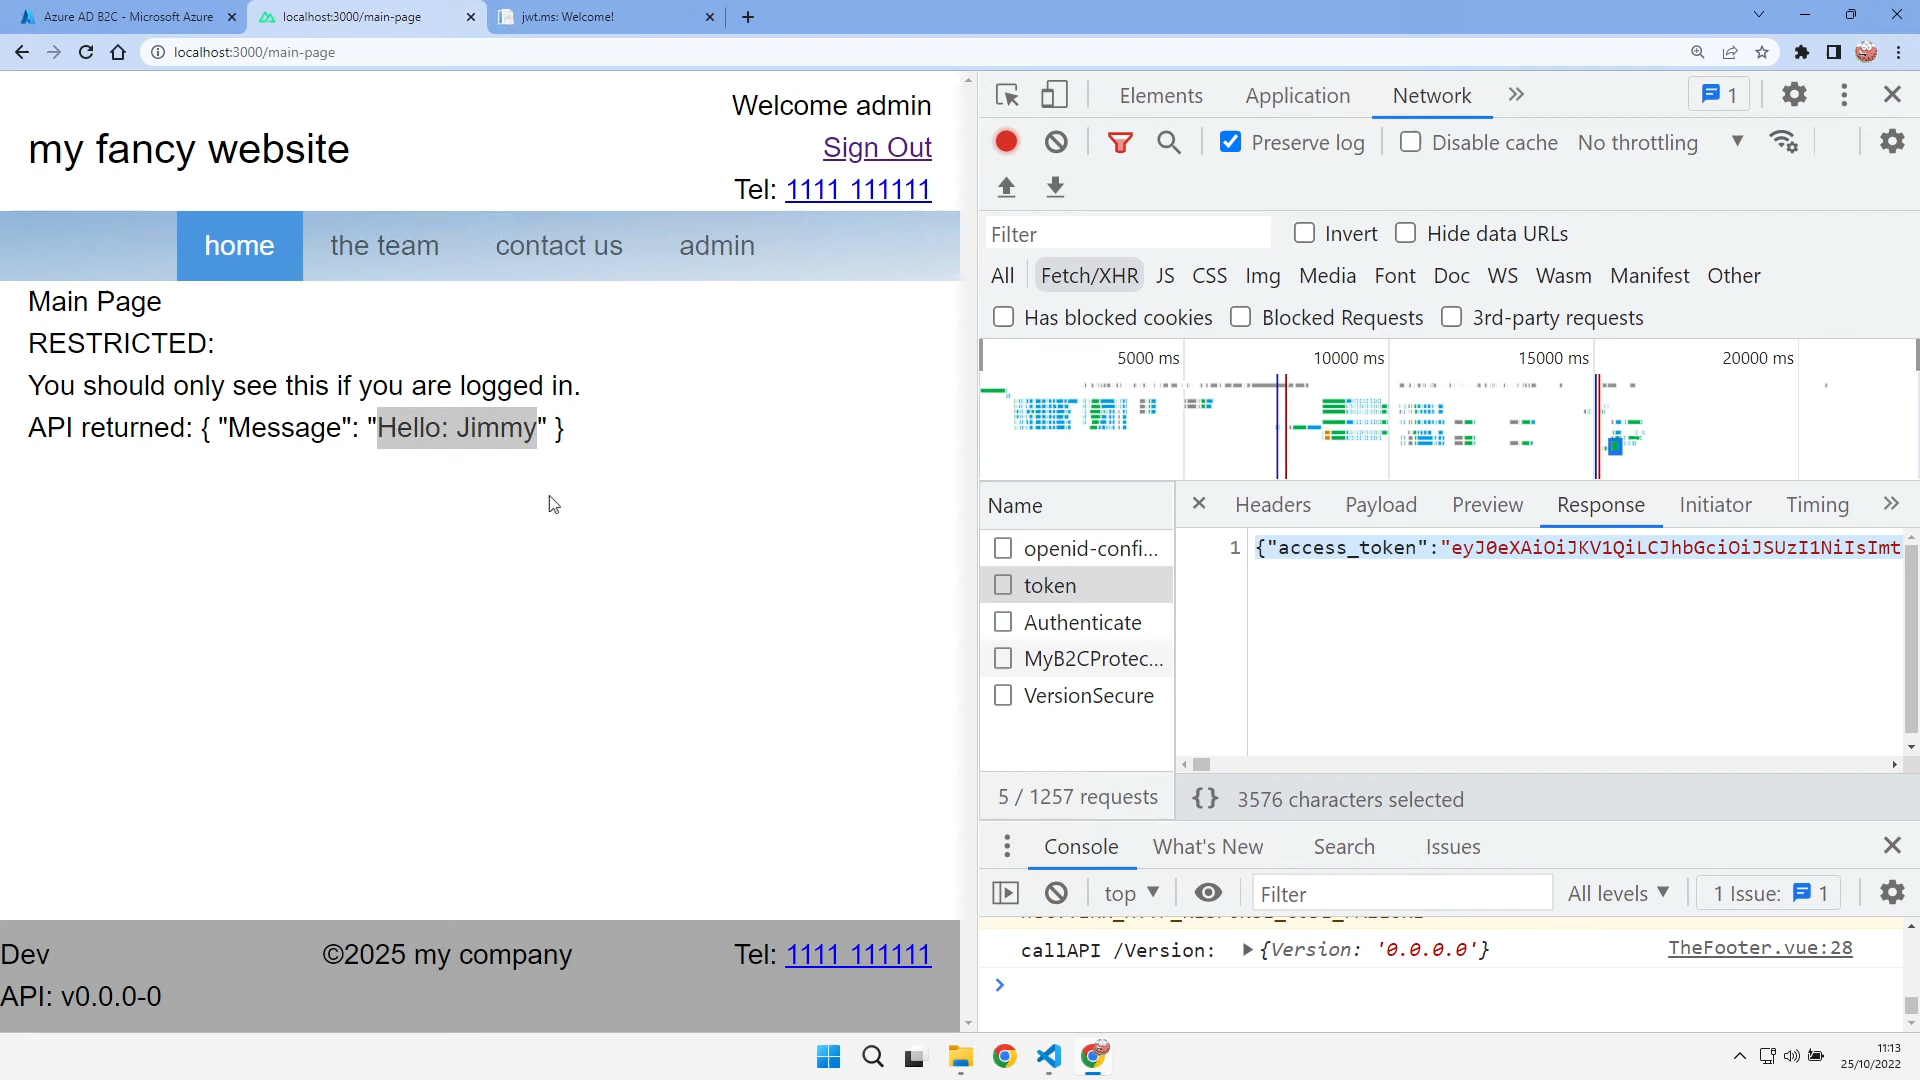 Azure AD B2C - Microsoft Azure
localhost:3000/main-page
jwt.ms: Welcome!
localhost:3000/main-page
Welcome admin
my fancy website
Sign Out
Tel: 1111 111111
home the team contact us admin
Main Page
RESTRICTED:
You should only see this if you are logged in.
API returned: { "Message": "Hello: Jimmy" }
Dev ©2025 my company Tel: 1111 111111
API: v0.0.0-0
Elements Application Network 1
Preserve log Disable cache No throttling
Filter Invert Hide data URLs
All Fetch/XHR JS CSS Img Media Font Doc WS Wasm Manifest Other
Has blocked cookies Blocked Requests 3rd-party requests
5000 ms 10000 ms 15000 ms 20000 ms
Name Headers Payload Preview Response Initiator Timing
openid-confi...
token
Authenticate
MyB2CProtec...
VersionSecure
1 {"access_token":"eyJ0eXAiOiJKV1QiLCJhbGciOiJSUzI1NiIsImt
5 / 1257 requests {} 3576 characters selected
Console What's New Search Issues
top Filter All levels 1 Issue: 1
callAPI /Version: {Version: '0.0.0.0'} TheFooter.vue:28
11:13
25/10/2022